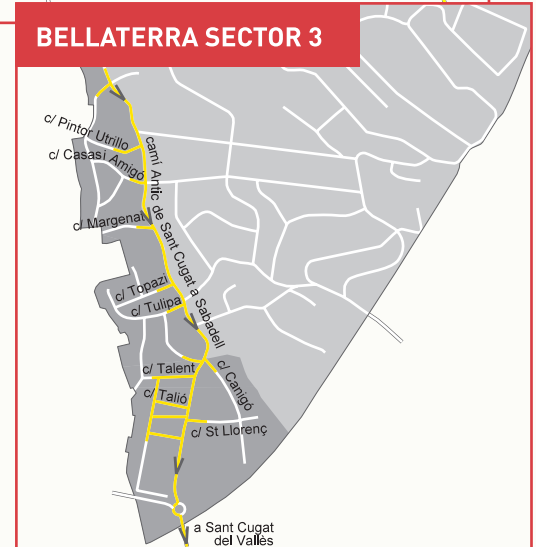 BELLATERRA SECTOR 3
c/ Pintor Utrillo
c/ Casasí Amigó
camí Antic de Sant Cugat a Sabadell
c/ Margenat
c/ Topazi
c/ Tulipa
c/ Talent
c/ Canigó
c/ Talió
c/ St Llorenç
a Sant Cugat
del Vallès